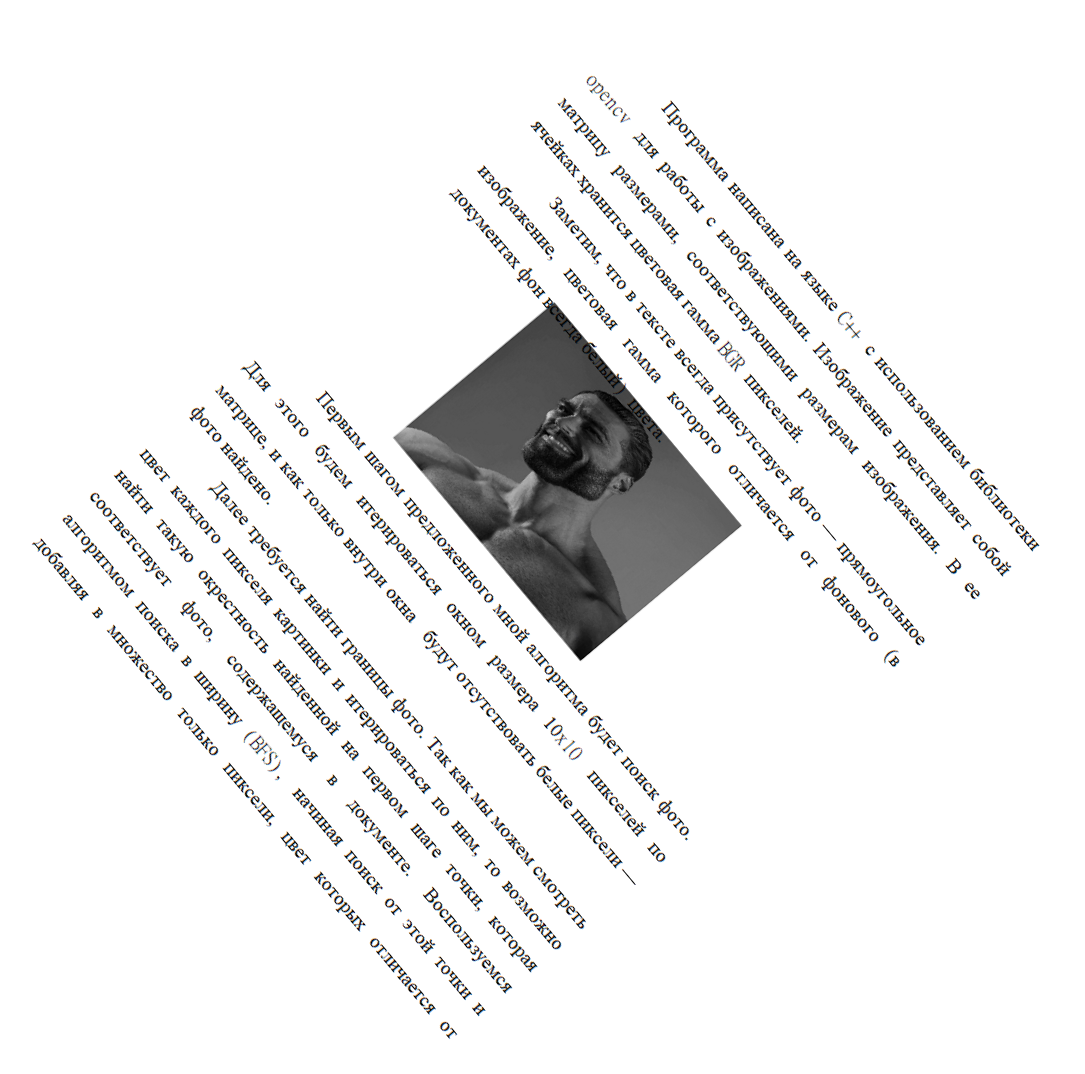 Программа написана на языке C++ с использованием библиотеки
opencv для работы с изображениями. Изображение представляет собой
матрицу размерами, соответствующими размерам изображения. В ее
ячейках хранится цветовая гамма BGR пикселей.
Заметим, что в тексте всегда присутствует фото — прямоугольное
изображение, цветовая гамма которого отличается от фонового (в
документах фон всегда белый) цвета.
Первым шагом предложенного мной алгоритма будет поиск фото.
Для этого будем итерироваться окном размера 10x10 пикселей по
матрице, и как только внутри окна будут отсутствовать белые пиксели —
фото найдено.
Далее требуется найти границы фото. Так как мы можем смотреть
цвет каждого пикселя картинки и итерироваться по ним, то возможно
найти такую окрестность найденной на первом шаге точки, которая
соответствует фото, содержащемуся в документе. Воспользуемся
алгоритмом поиска в ширину (BFS), начиная поиск от этой точки и
добавляя в множество только пиксели, цвет которых отличается от